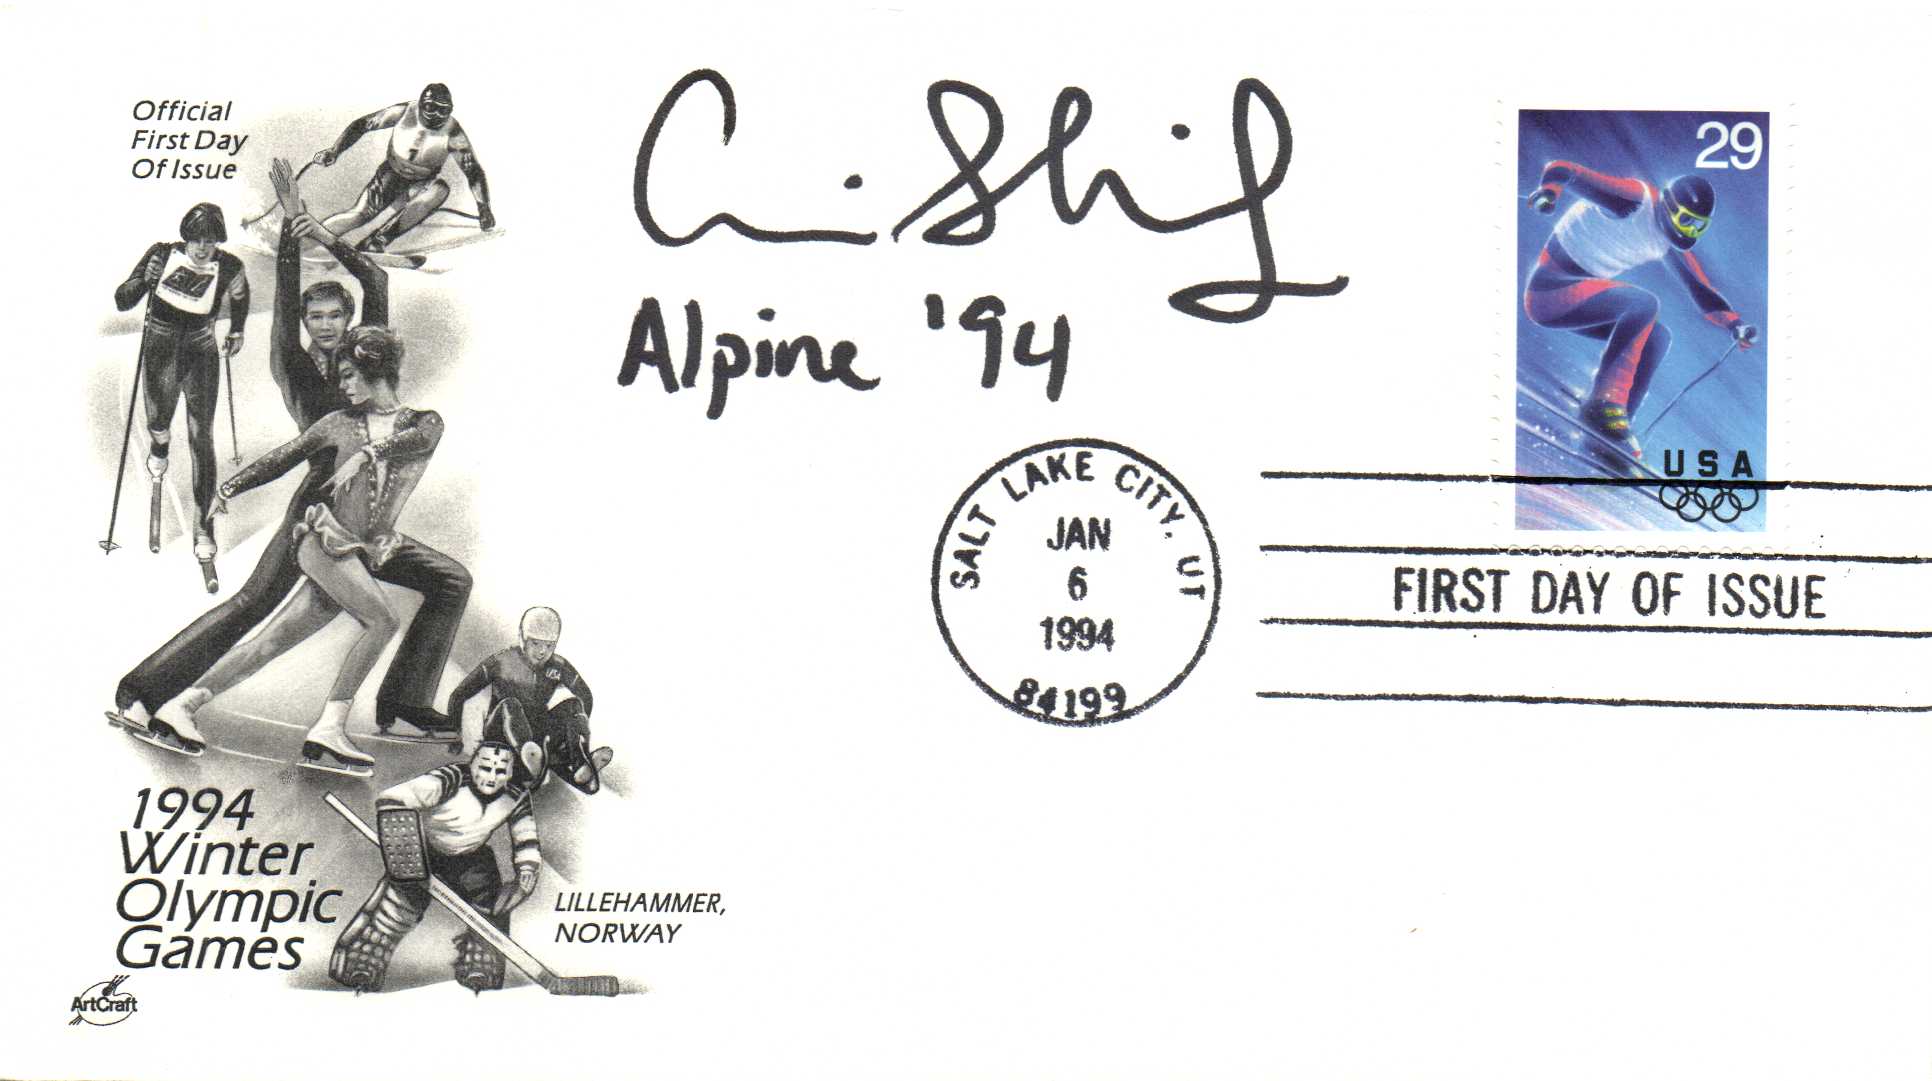 Official
First Day
Of Issue
Alpine '94
29
USA
SALT LAKE CITY, UT
JAN
6
1994
84199
FIRST DAY OF ISSUE
1994
Winter
Olympic
Games
LILLEHAMMER,
NORWAY
ArtCraft